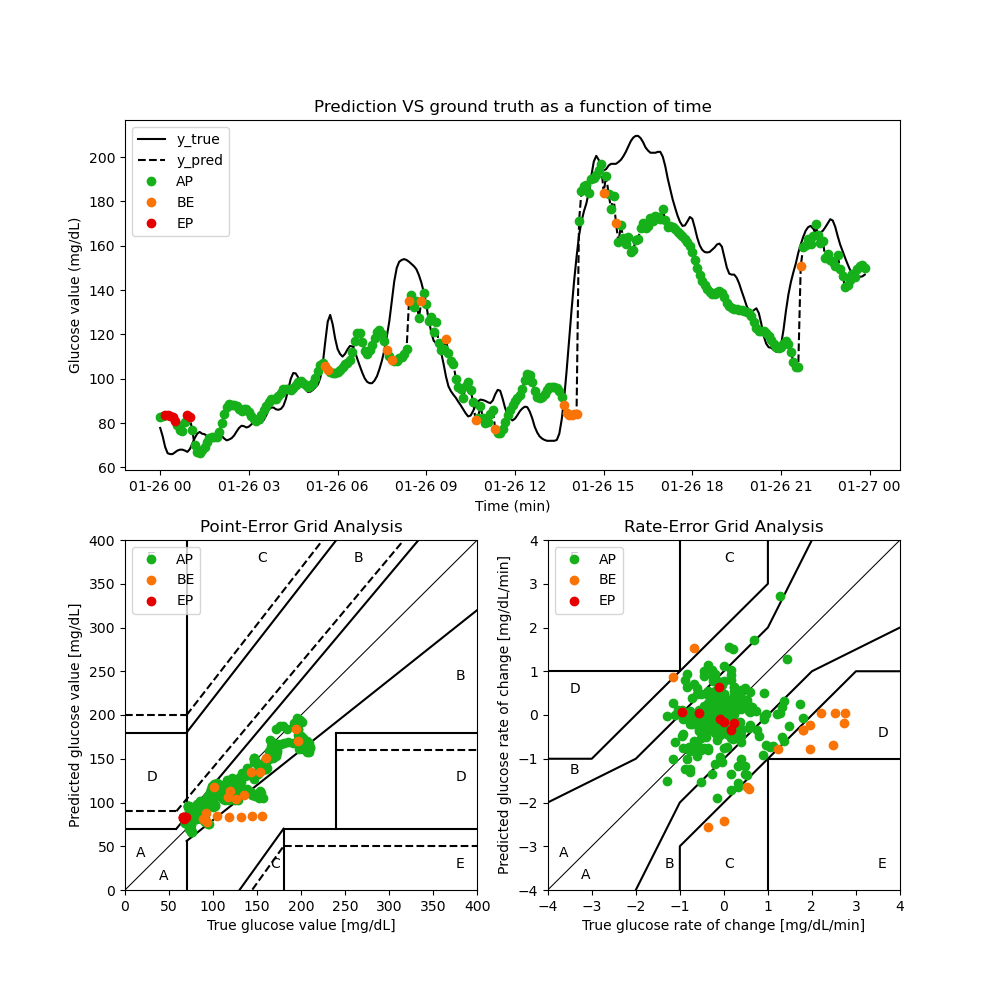 Prediction VS ground truth as a function of time
Glucose value (mg/dL)
200
180
160
140
120
100
80
60
y_true
y_pred
AP
BE
EP
01-26 00 01-26 03 01-26 06 01-26 09 01-26 12 01-26 15 01-26 18 01-26 21 01-27 00
Time (min)
Point-Error Grid Analysis
Predicted glucose value [mg/dL]
400
350
300
250
200
150
100
50
0
AP
BE
EP
C B
B
D D
A
A C E
0 50 100 150 200 250 300 350 400
True glucose value [mg/dL]
Rate-Error Grid Analysis
Predicted glucose rate of change [mg/dL/min]
4
3
2
1
0
−1
−2
−3
−4
AP
BE
EP
C
D
D
B
A
A B C E
−4 −3 −2 −1 0 1 2 3 4
True glucose rate of change [mg/dL/min]